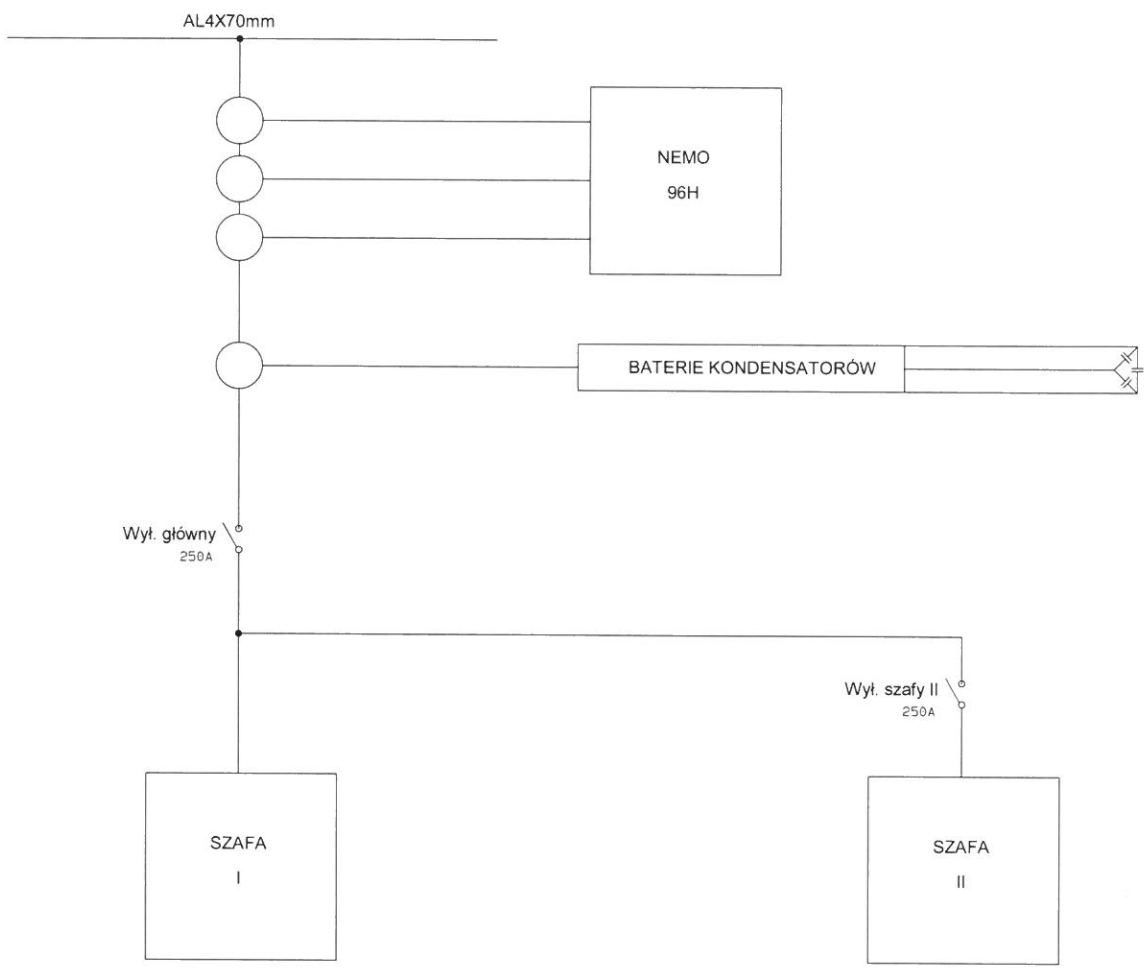 AL4X70mm
NEMO
96H
BATERIE KONDENSATORÓW
Wył. główny
250A
Wył. szafy II
250A
SZAFA
I
SZAFA
II